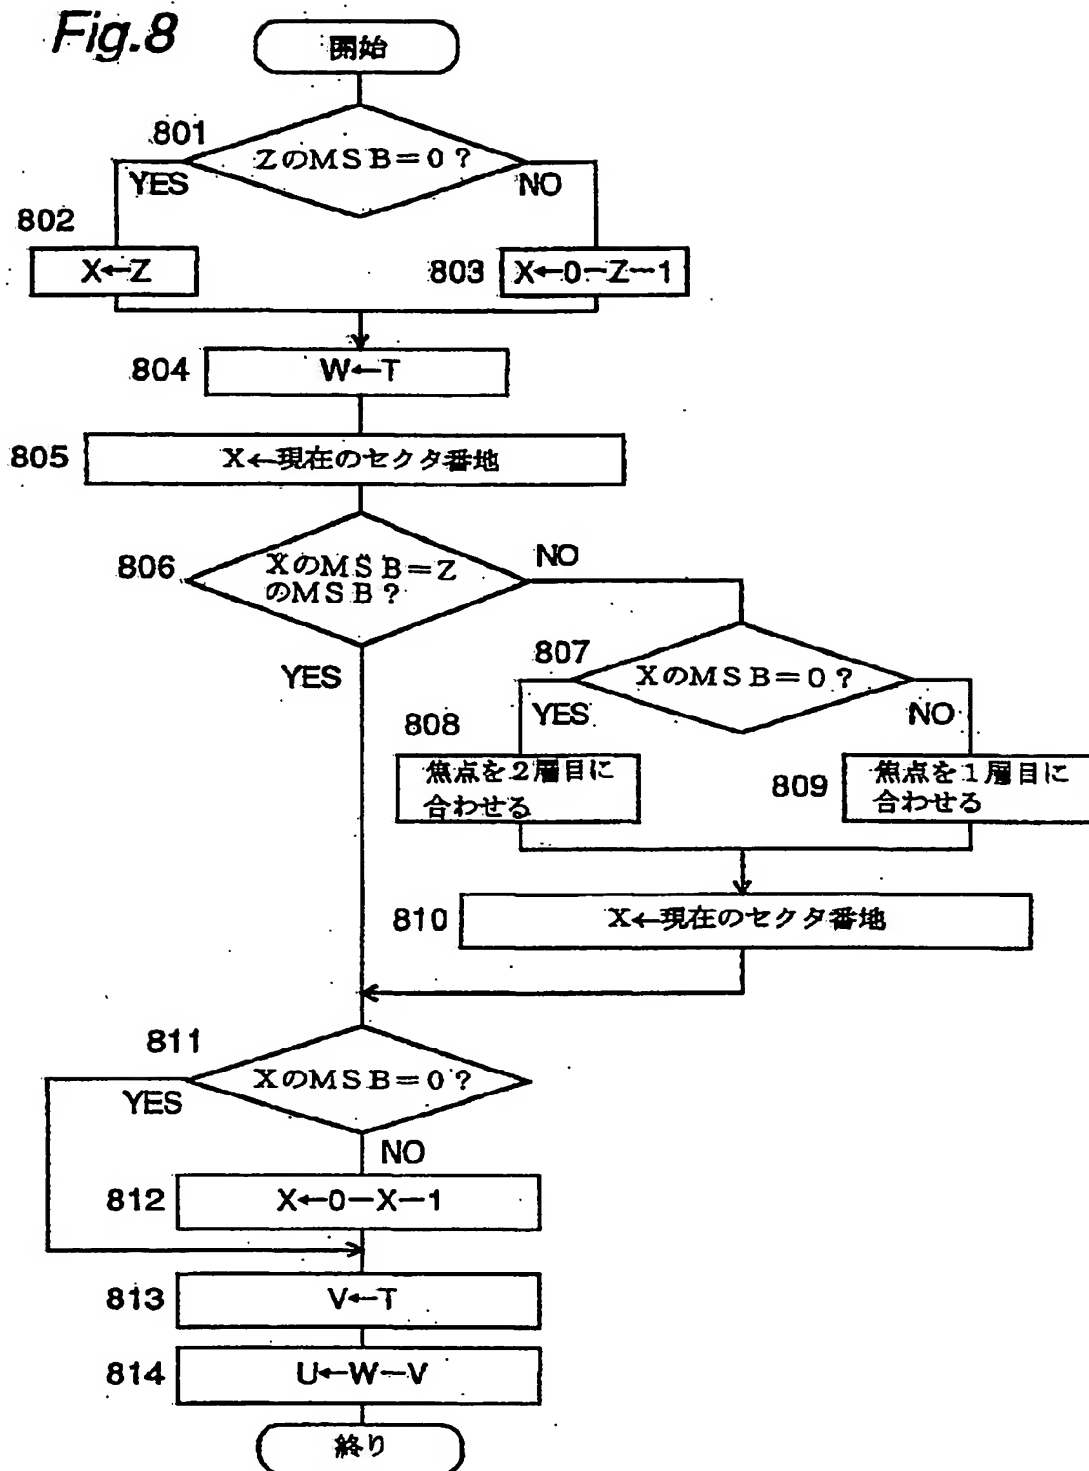 Fig.8
開始
801
ZのMSB=0?
YES
NO
802
X←Z
803
X←0-Z-1
804
W←T
805
X←現在のセクタ番地
806
XのMSB=Z
のMSB?
NO
YES
807
XのMSB=0?
YES
NO
808
焦点を2層目に
合わせる
809
焦点を1層目に
合わせる
810
X←現在のセクタ番地
811
XのMSB=0?
YES
NO
812
X←0-X-1
813
V←T
814
U←W-V
終り